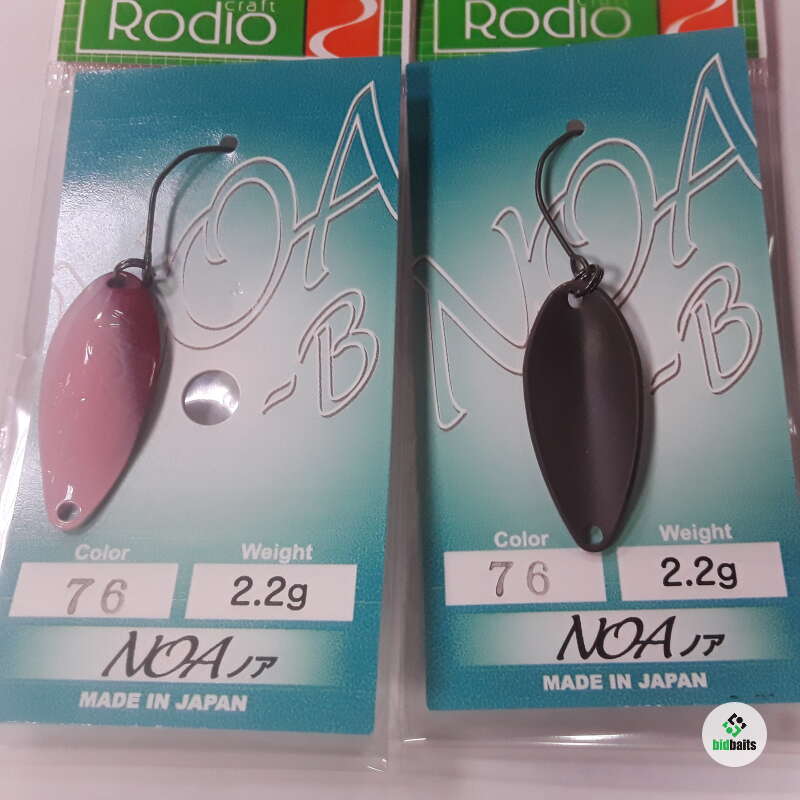 craft
Rodio
NOA
-B
Color
Weight
76
2.2g
NOAノア
MADE IN JAPAN
craft
Rodio
NOA
-B
Color
Weight
76
2.2g
NOAノア
MADE IN JAPAN
bidbaits